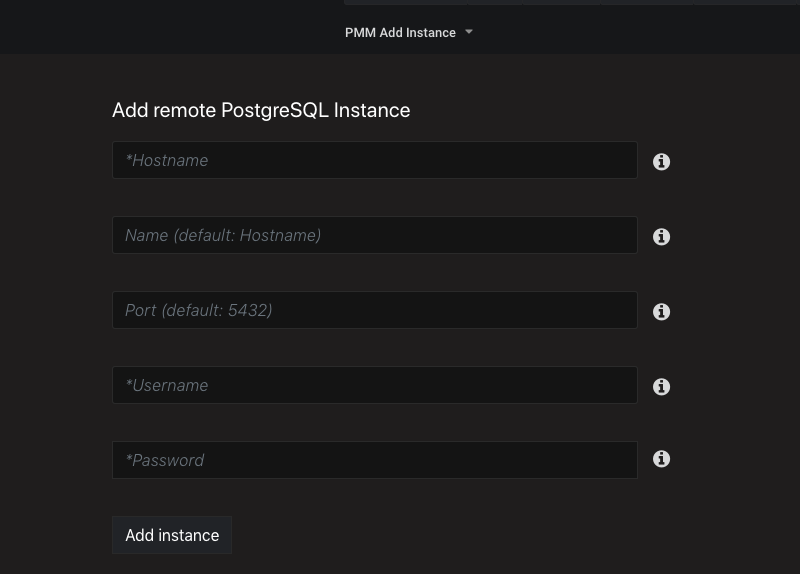 PMM Add Instance
Add remote PostgreSQL Instance
*Hostname
Name (default: Hostname)
Port (default: 5432)
*Username
*Password
Add instance